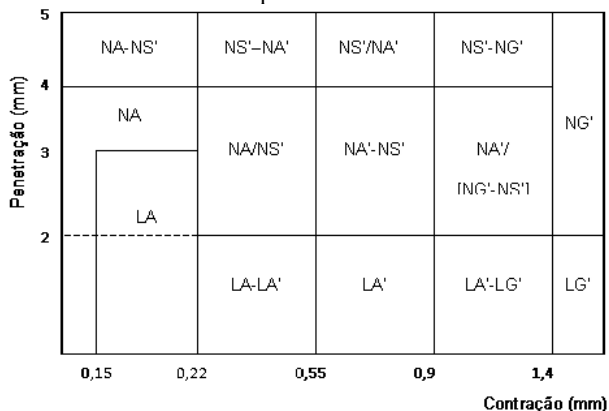 5
NA-NS' NS'–NA' NS'/NA' NS'-NG'
4
NA
NG'
3
NA/NS' NA'-NS' NA'/
[NG'-NS']
LA
2
LA-LA' LA' LA'-LG' LG'
0,15 0,22 0,55 0,9 1,4
Penetração (mm)
Contração (mm)